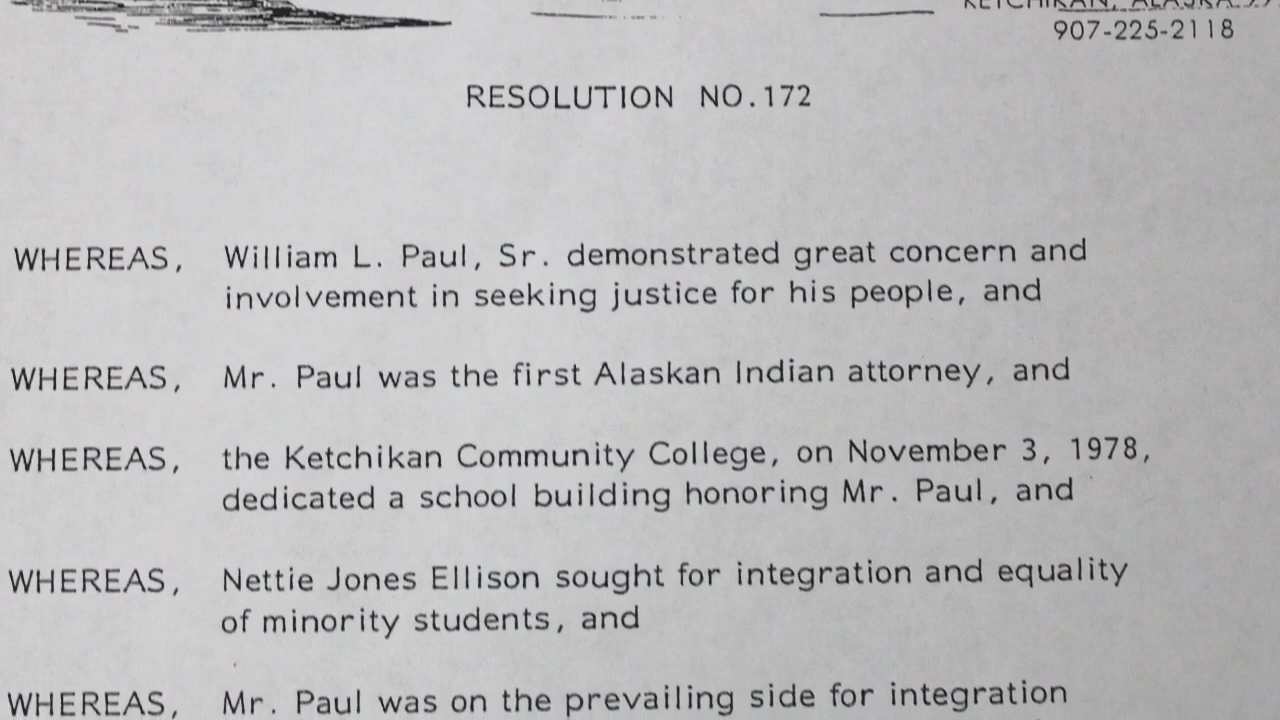 KETCHIKAN, ALASKA
907-225-2118
RESOLUTION NO.172
WHEREAS, William L. Paul, Sr. demonstrated great concern and
involvement in seeking justice for his people, and
WHEREAS, Mr. Paul was the first Alaskan Indian attorney, and
WHEREAS, the Ketchikan Community College, on November 3, 1978,
dedicated a school building honoring Mr. Paul, and
WHEREAS, Nettie Jones Ellison sought for integration and equality
of minority students, and
WHEREAS, Mr. Paul was on the prevailing side for integration